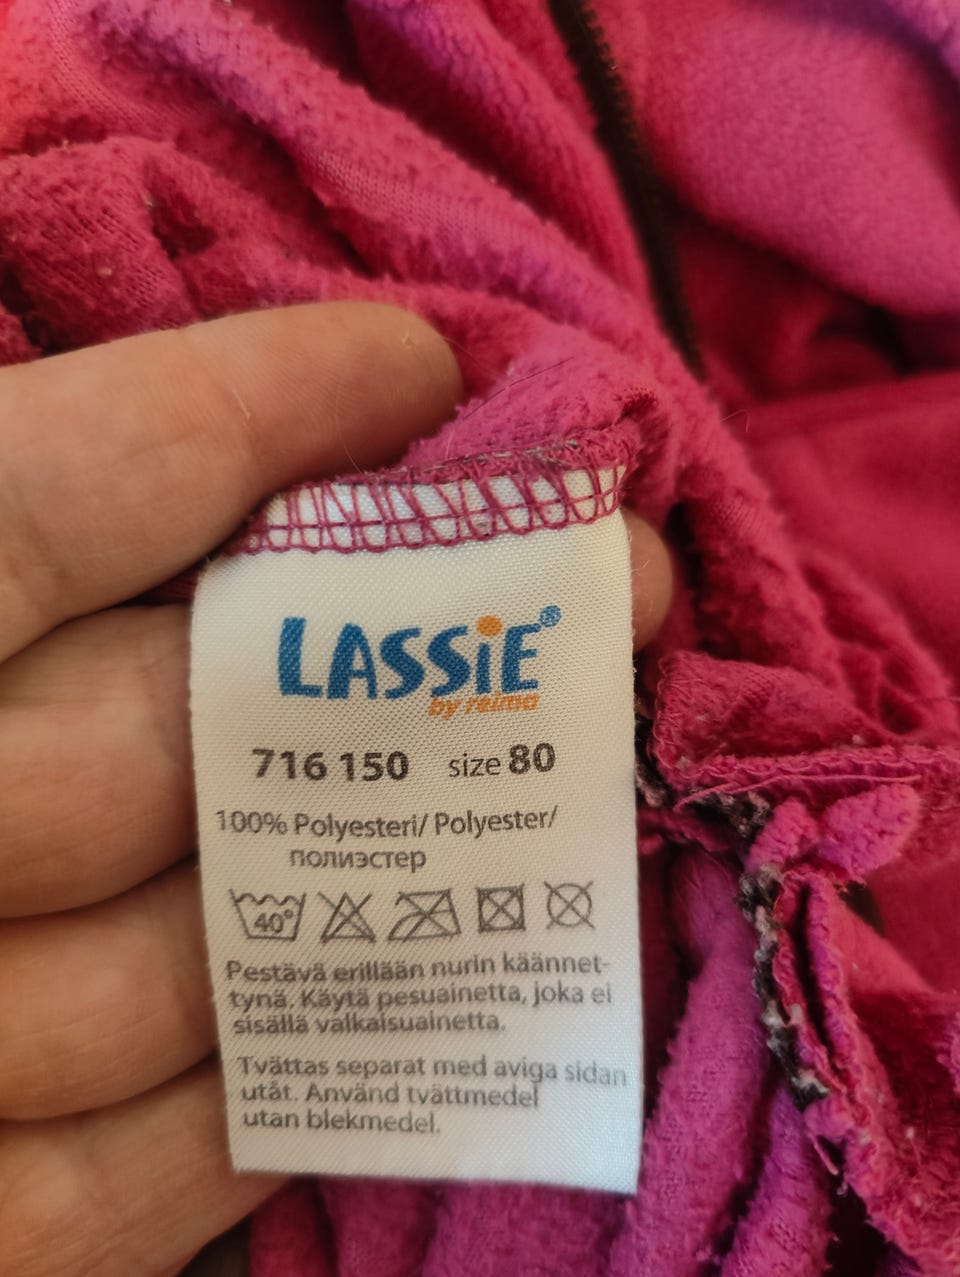 LASSiE®
by reima
716 150 size 80
100% Polyesteri/ Polyester/
полиэстер
40°
Pestävä erillään nurin käännet-
tynä. Käytä pesuainetta, joka ei
sisällä valkaisuainetta.
Tvättas separat med aviga sidan
utåt. Använd tvättmedel
utan blekmedel.